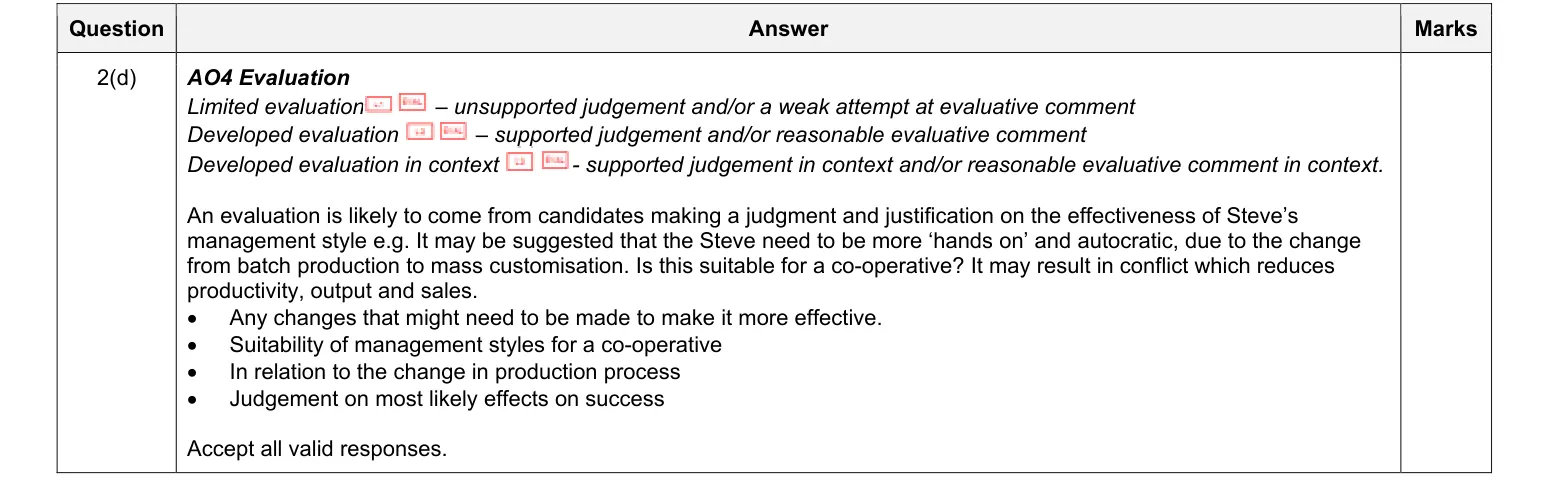 Question Answer Marks
2(d) AO4 Evaluation
Limited evaluation EVAL – unsupported judgement and/or a weak attempt at evaluative comment
Developed evaluation EVAL – supported judgement and/or reasonable evaluative comment
Developed evaluation in context EVAL - supported judgement in context and/or reasonable evaluative comment in context.
An evaluation is likely to come from candidates making a judgment and justification on the effectiveness of Steve’s
management style e.g. It may be suggested that the Steve need to be more ‘hands on’ and autocratic, due to the change
from batch production to mass customisation. Is this suitable for a co-operative? It may result in conflict which reduces
productivity, output and sales.
• Any changes that might need to be made to make it more effective.
• Suitability of management styles for a co-operative
• In relation to the change in production process
• Judgement on most likely effects on success
Accept all valid responses.